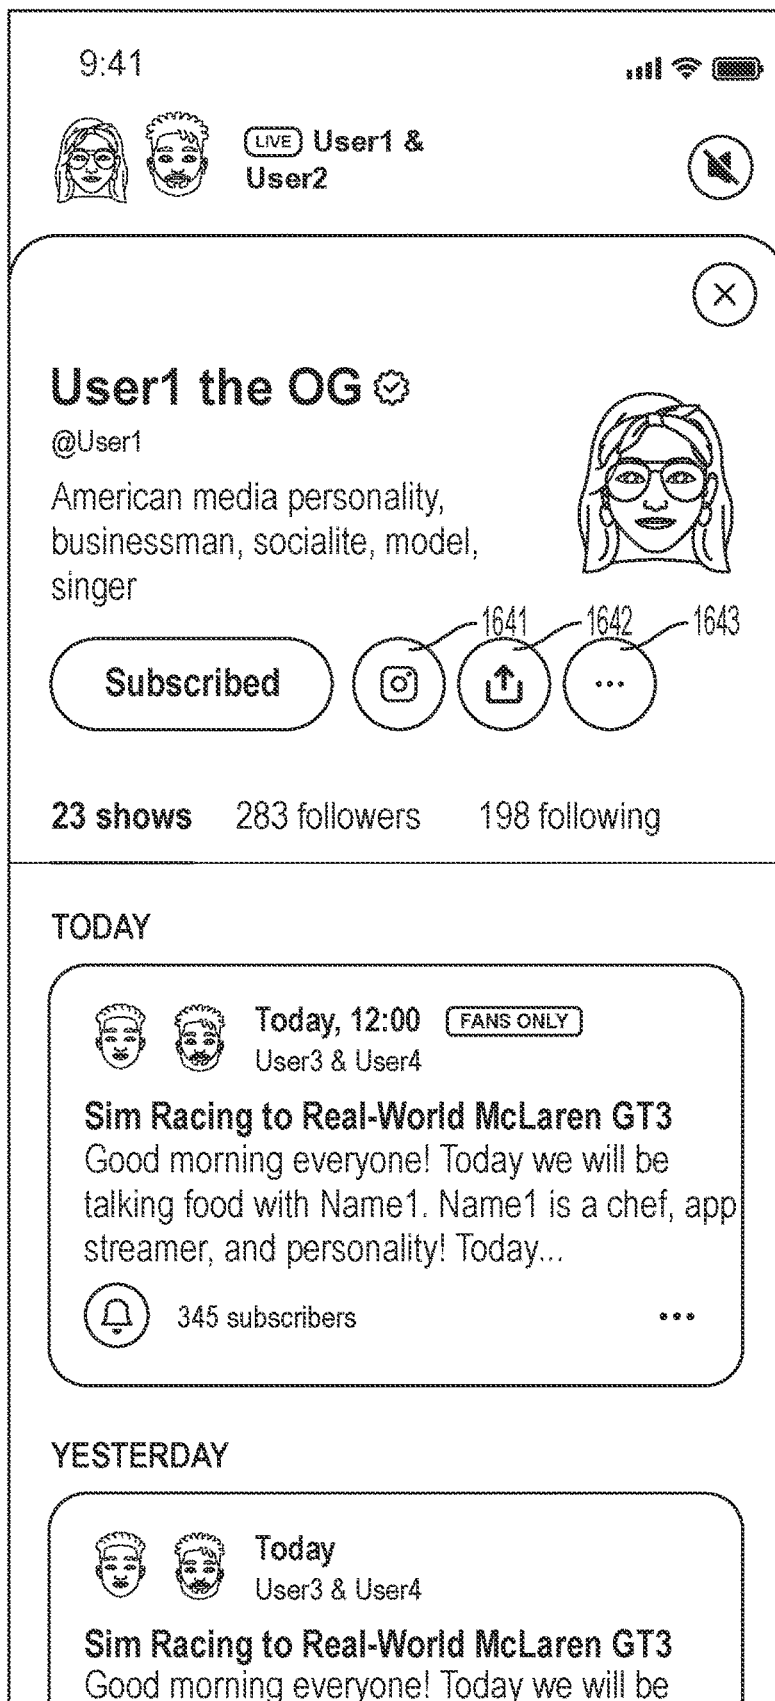 9:41
LIVE User1 &
User2
User1 the OG
@User1
American media personality,
businessman, socialite, model,
singer
1641 1642 1643
Subscribed
23 shows 283 followers 198 following
TODAY
Today, 12:00 FANS ONLY
User3 & User4
Sim Racing to Real-World McLaren GT3
Good morning everyone! Today we will be
talking food with Name1. Name1 is a chef, app
streamer, and personality! Today...
345 subscribers
YESTERDAY
Today
User3 & User4
Sim Racing to Real-World McLaren GT3
Good morning everyone! Today we will be